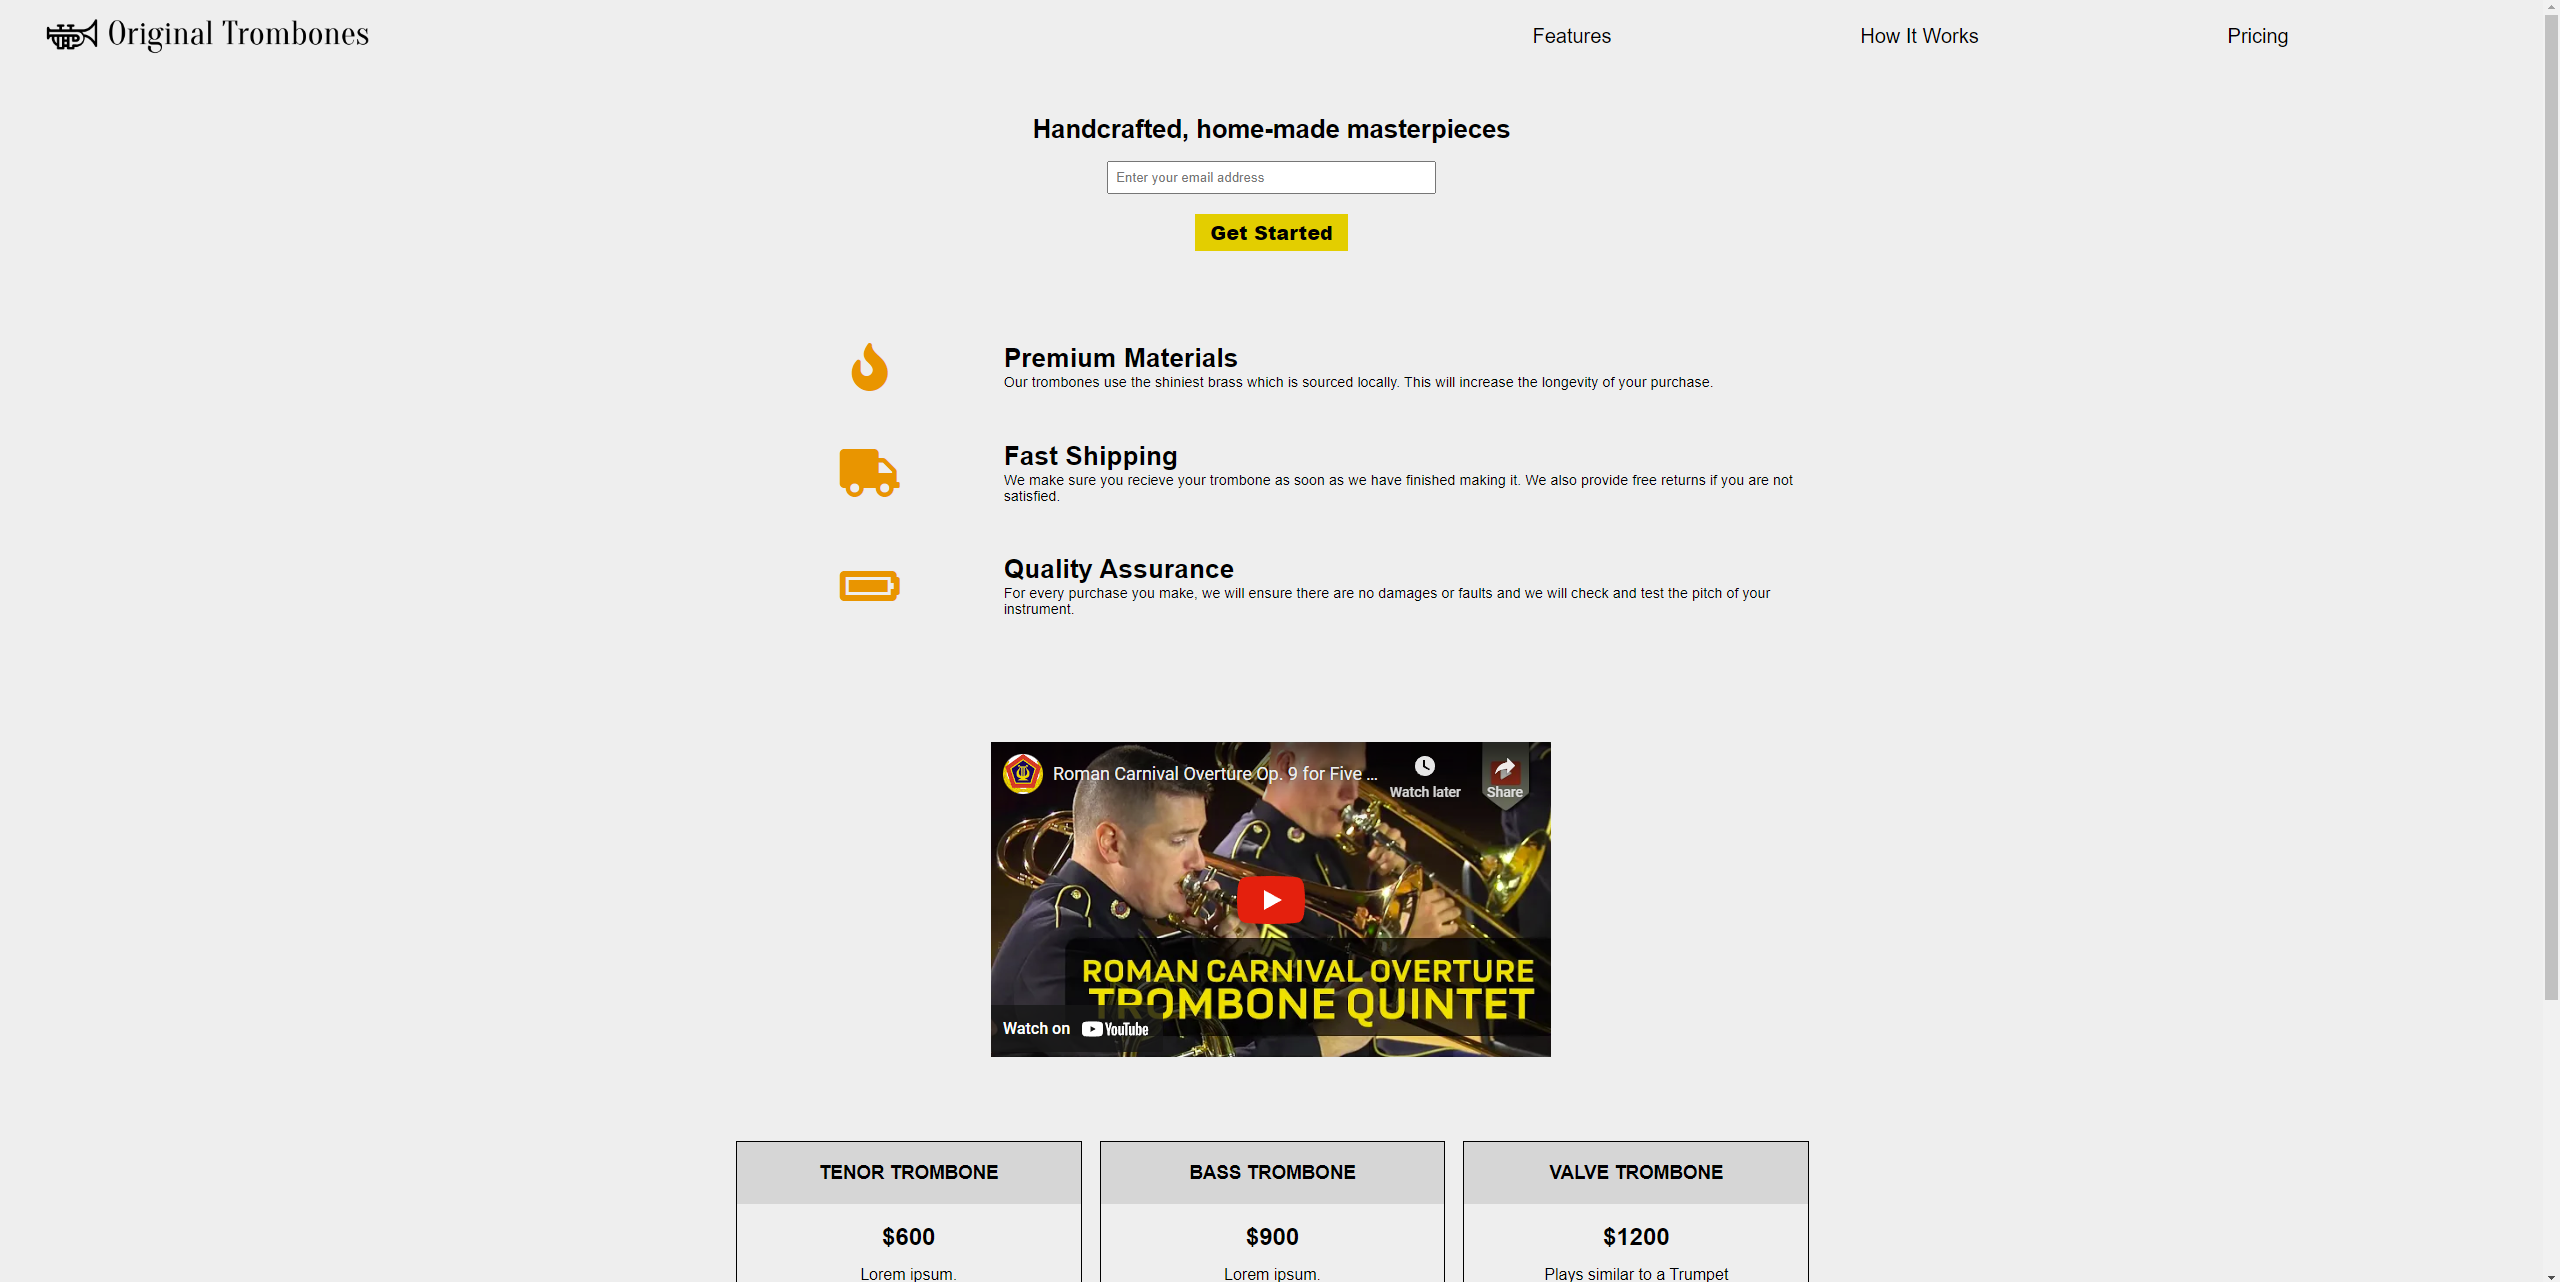 Original Trombones
Features
How It Works
Pricing
Handcrafted, home-made masterpieces
Enter your email address
Get Started
Premium Materials
Our trombones use the shiniest brass which is sourced locally. This will increase the longevity of your purchase.
Fast Shipping
We make sure you recieve your trombone as soon as we have finished making it. We also provide free returns if you are not
satisfied.
Quality Assurance
For every purchase you make, we will ensure there are no damages or faults and we will check and test the pitch of your
instrument.
Roman Carnival Overture Op. 9 for Five ...
Watch later
Share
ROMAN CARNIVAL OVERTURE
TROMBONE QUINTET
Watch on YouTube
TENOR TROMBONE
$600
Lorem ipsum.
BASS TROMBONE
$900
Lorem ipsum.
VALVE TROMBONE
$1200
Plays similar to a Trumpet